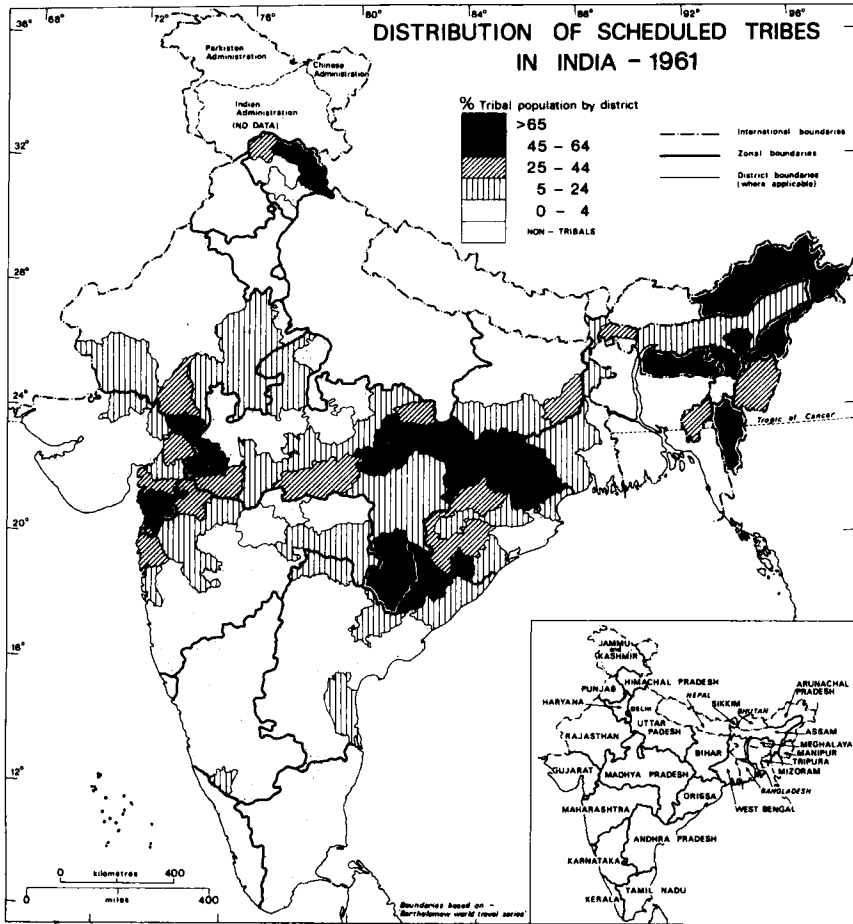 68° 72° 76° 80° 84° 88° 92° 96°
36°
32°
28°
24°
20°
16°
12°
8°
DISTRIBUTION OF SCHEDULED TRIBES
IN INDIA - 1961
Parkistan
Administration
Chinese
Administration
Indian
Administration
(NO DATA)
% Tribal population by district
>65
45 - 64
25 - 44
5 - 24
0 - 4
NON - TRIBALS
International boundaries
Zonal boundaries
District boundaries
(where applicable)
Tropic of Cancer
0 kilometres 400
0 miles 400
Boundaries based on -
Bartholomew world travel series'
JAMMU
and
KASHMIR
HIMACHAL PRADESH
PUNJAB
HARYANA
DELHI
NEPAL
SIKKIM
BHUTAN
ARUNACHAL
PRADESH
UTTAR
PADESH
RAJASTHAN
BIHAR
ASSAM
MEGHALAYA
MANIPUR
TRIPURA
MIZORAM
BANGLADESH
GUJARAT
MADHYA PRADESH
WEST BENGAL
ORISSA
MAHARASHTRA
ANDHRA PRADESH
KARNATAKA
TAMIL NADU
KERALA